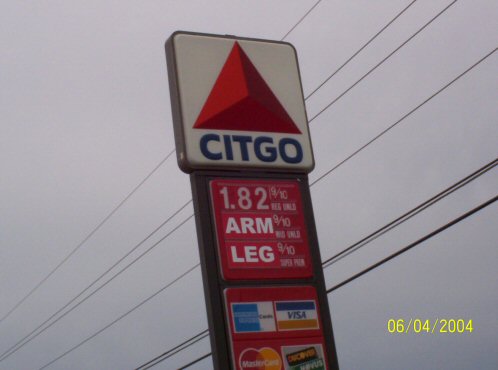 CITGO
1.82 9/10 REG UNLD
ARM 9/10 MID UNLD
LEG 9/10 SUPER PREM
Cards VISA
MasterCard DISCOVER
NOVUS
06/04/2004